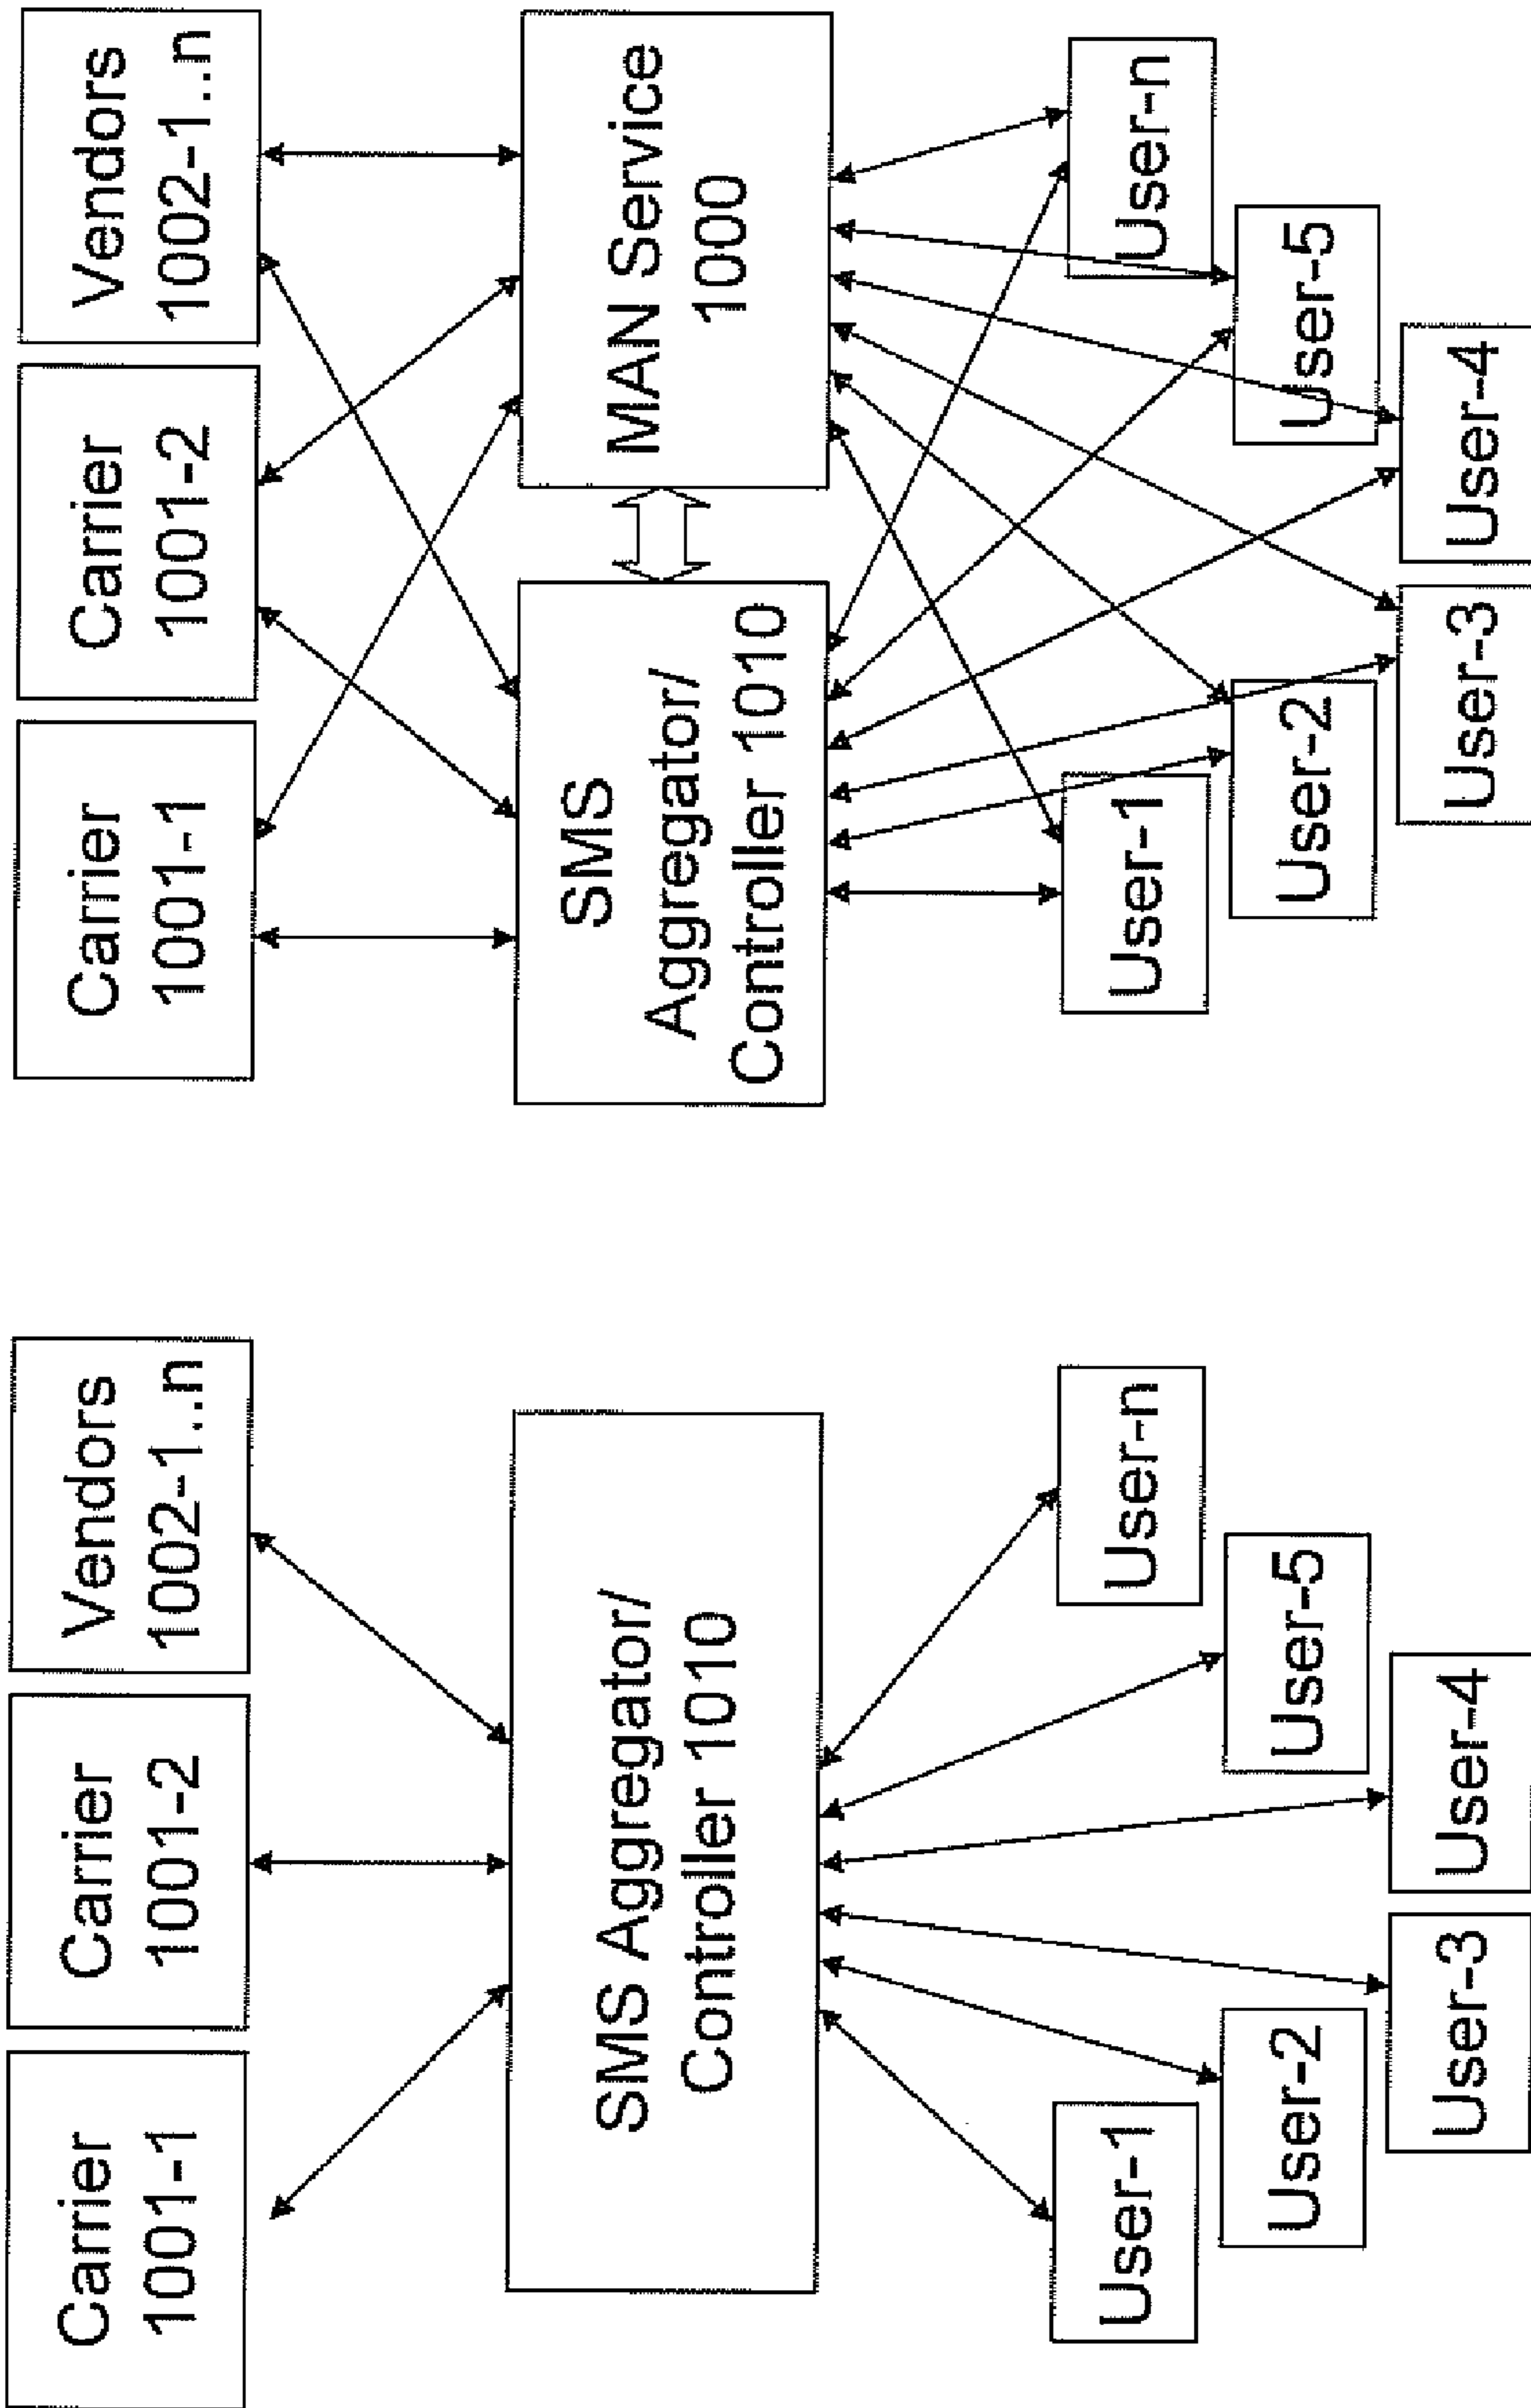 Carrier
1001-1
Carrier
1001-2
Vendors
1002-1..n
SMS Aggregator/
Controller 1010
User-1
User-2
User-3
User-4
User-5
User-n
Carrier
1001-1
Carrier
1001-2
Vendors
1002-1..n
SMS
Aggregator/
Controller 1010
MAN Service
1000
User-1
User-2
User-3
User-4
User-5
User-n